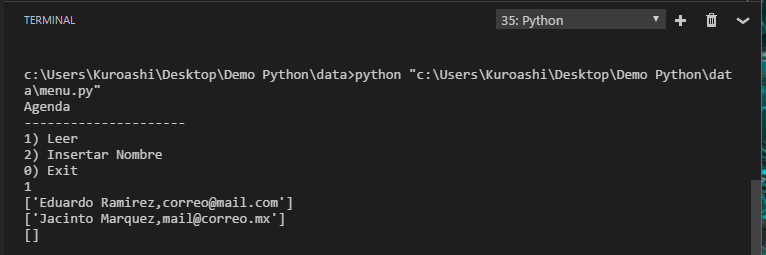 TERMINAL
35: Python
c:\Users\Kuroashi\Desktop\Demo Python\data>python "c:\Users\Kuroashi\Desktop\Demo Python\dat
a\menu.py"
Agenda
---------------------
1) Leer
2) Insertar Nombre
0) Exit
1
['Eduardo Ramirez,correo@mail.com']
['Jacinto Marquez,mail@correo.mx']
[]